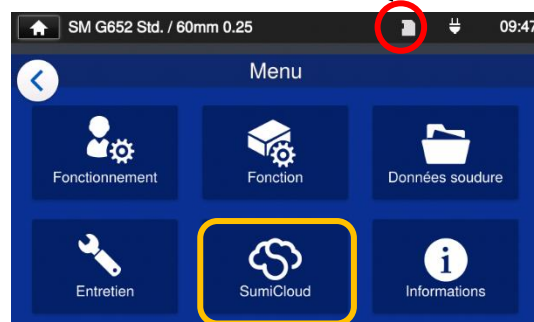 SM G652 Std. / 60mm 0.25 09:47
Menu
Fonctionnement Fonction Données soudure
Entretien SumiCloud Informations